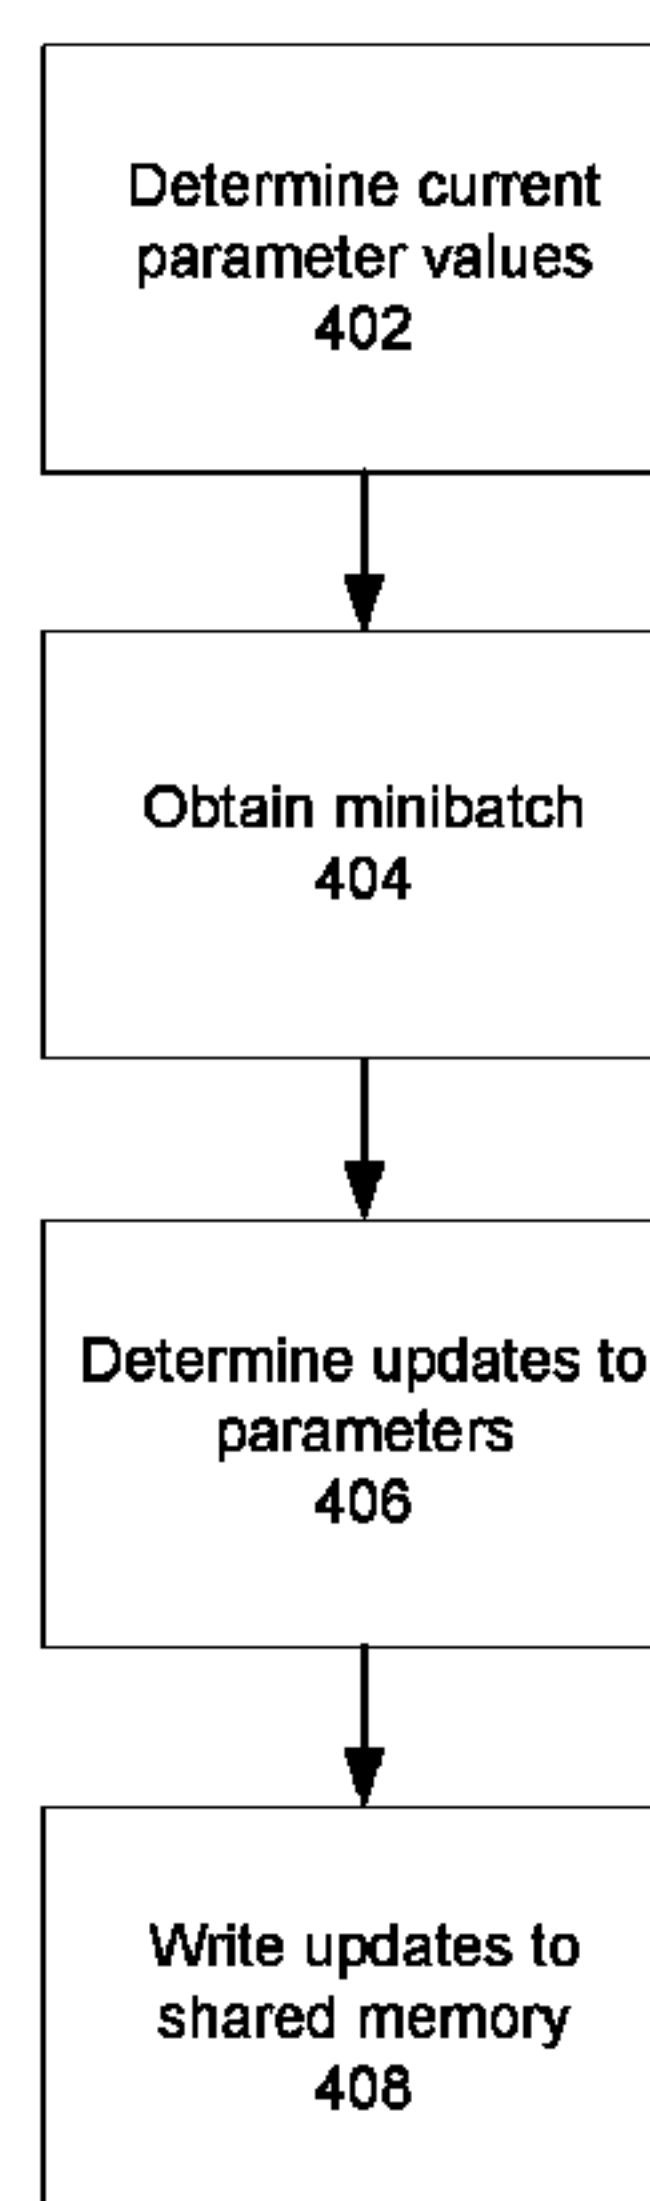 Determine current
parameter values
402
Obtain minibatch
404
Determine updates to
parameters
406
Write updates to
shared memory
408